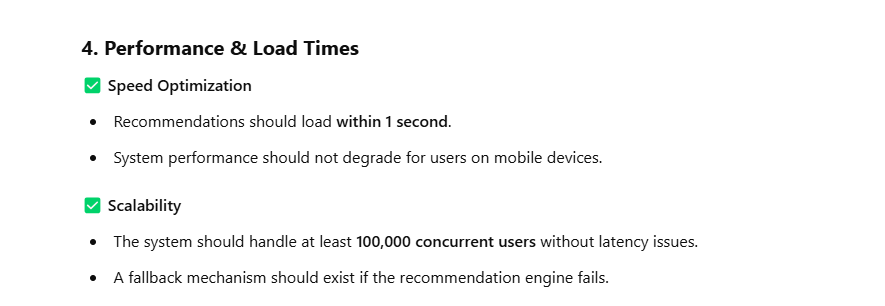 4. Performance & Load Times
✅ Speed Optimization
• Recommendations should load within 1 second.
• System performance should not degrade for users on mobile devices.
✅ Scalability
• The system should handle at least 100,000 concurrent users without latency issues.
• A fallback mechanism should exist if the recommendation engine fails.